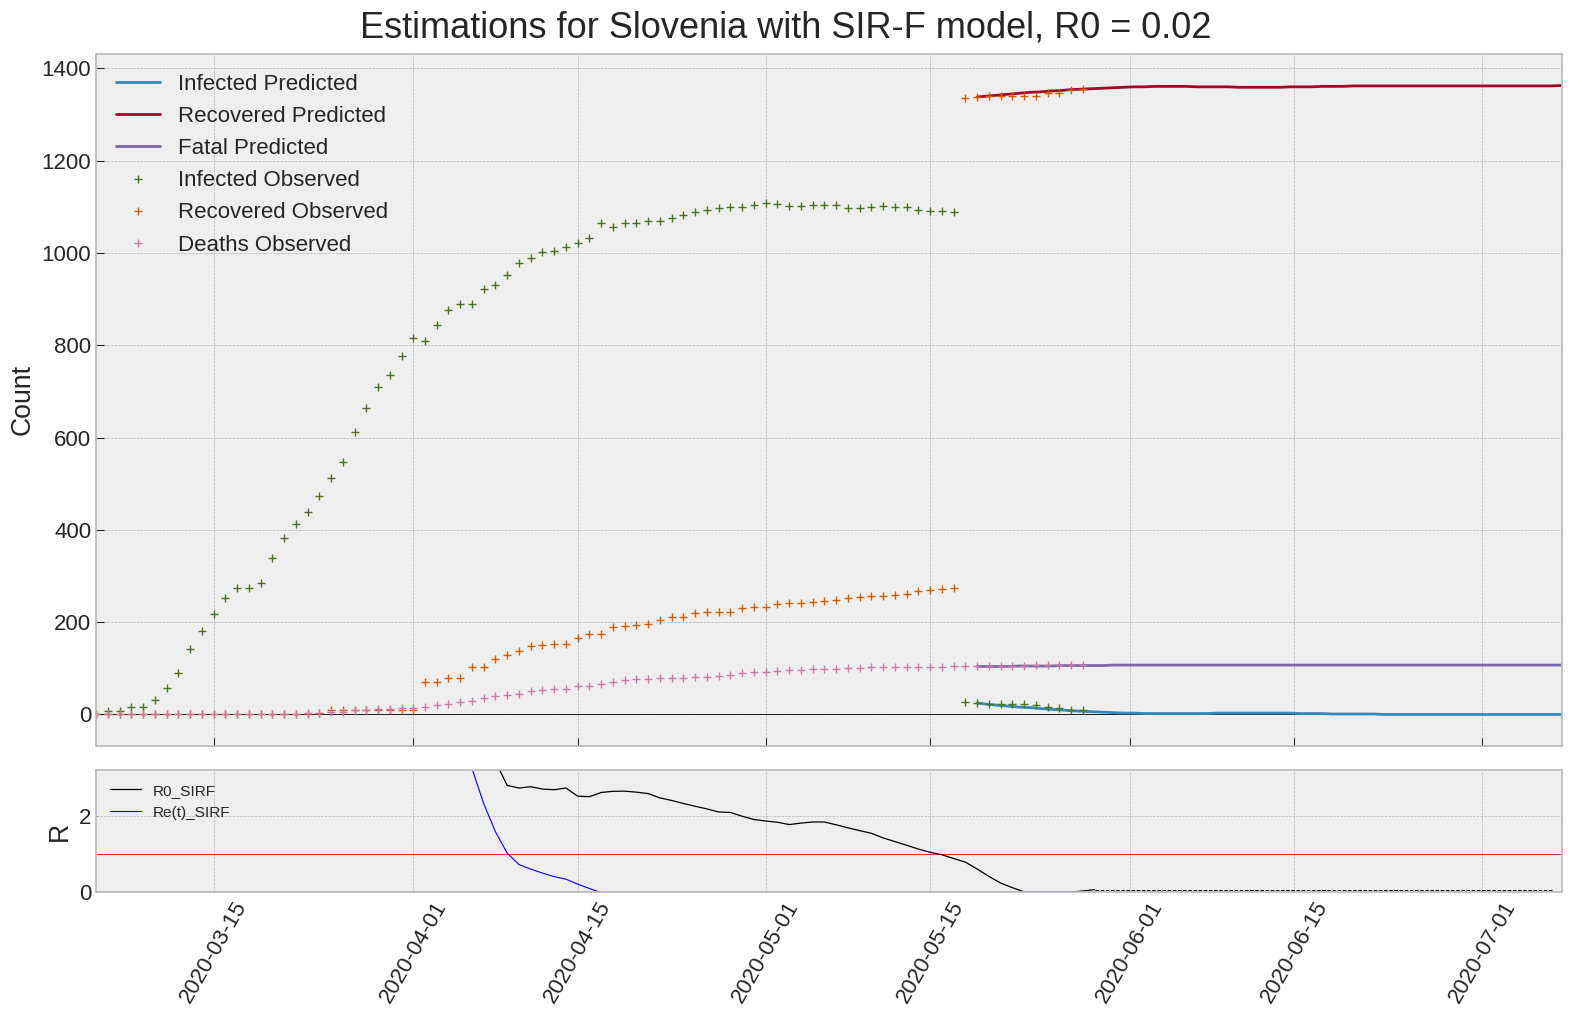 Estimations for Slovenia with SIR-F model, R0 = 0.02
1400
1200
1000
800
600
400
200
0
Count
Infected Predicted
Recovered Predicted
Fatal Predicted
Infected Observed
Recovered Observed
Deaths Observed
R0_SIRF
Re(t)_SIRF
2
0
R
2020-03-15
2020-04-01
2020-04-15
2020-05-01
2020-05-15
2020-06-01
2020-06-15
2020-07-01